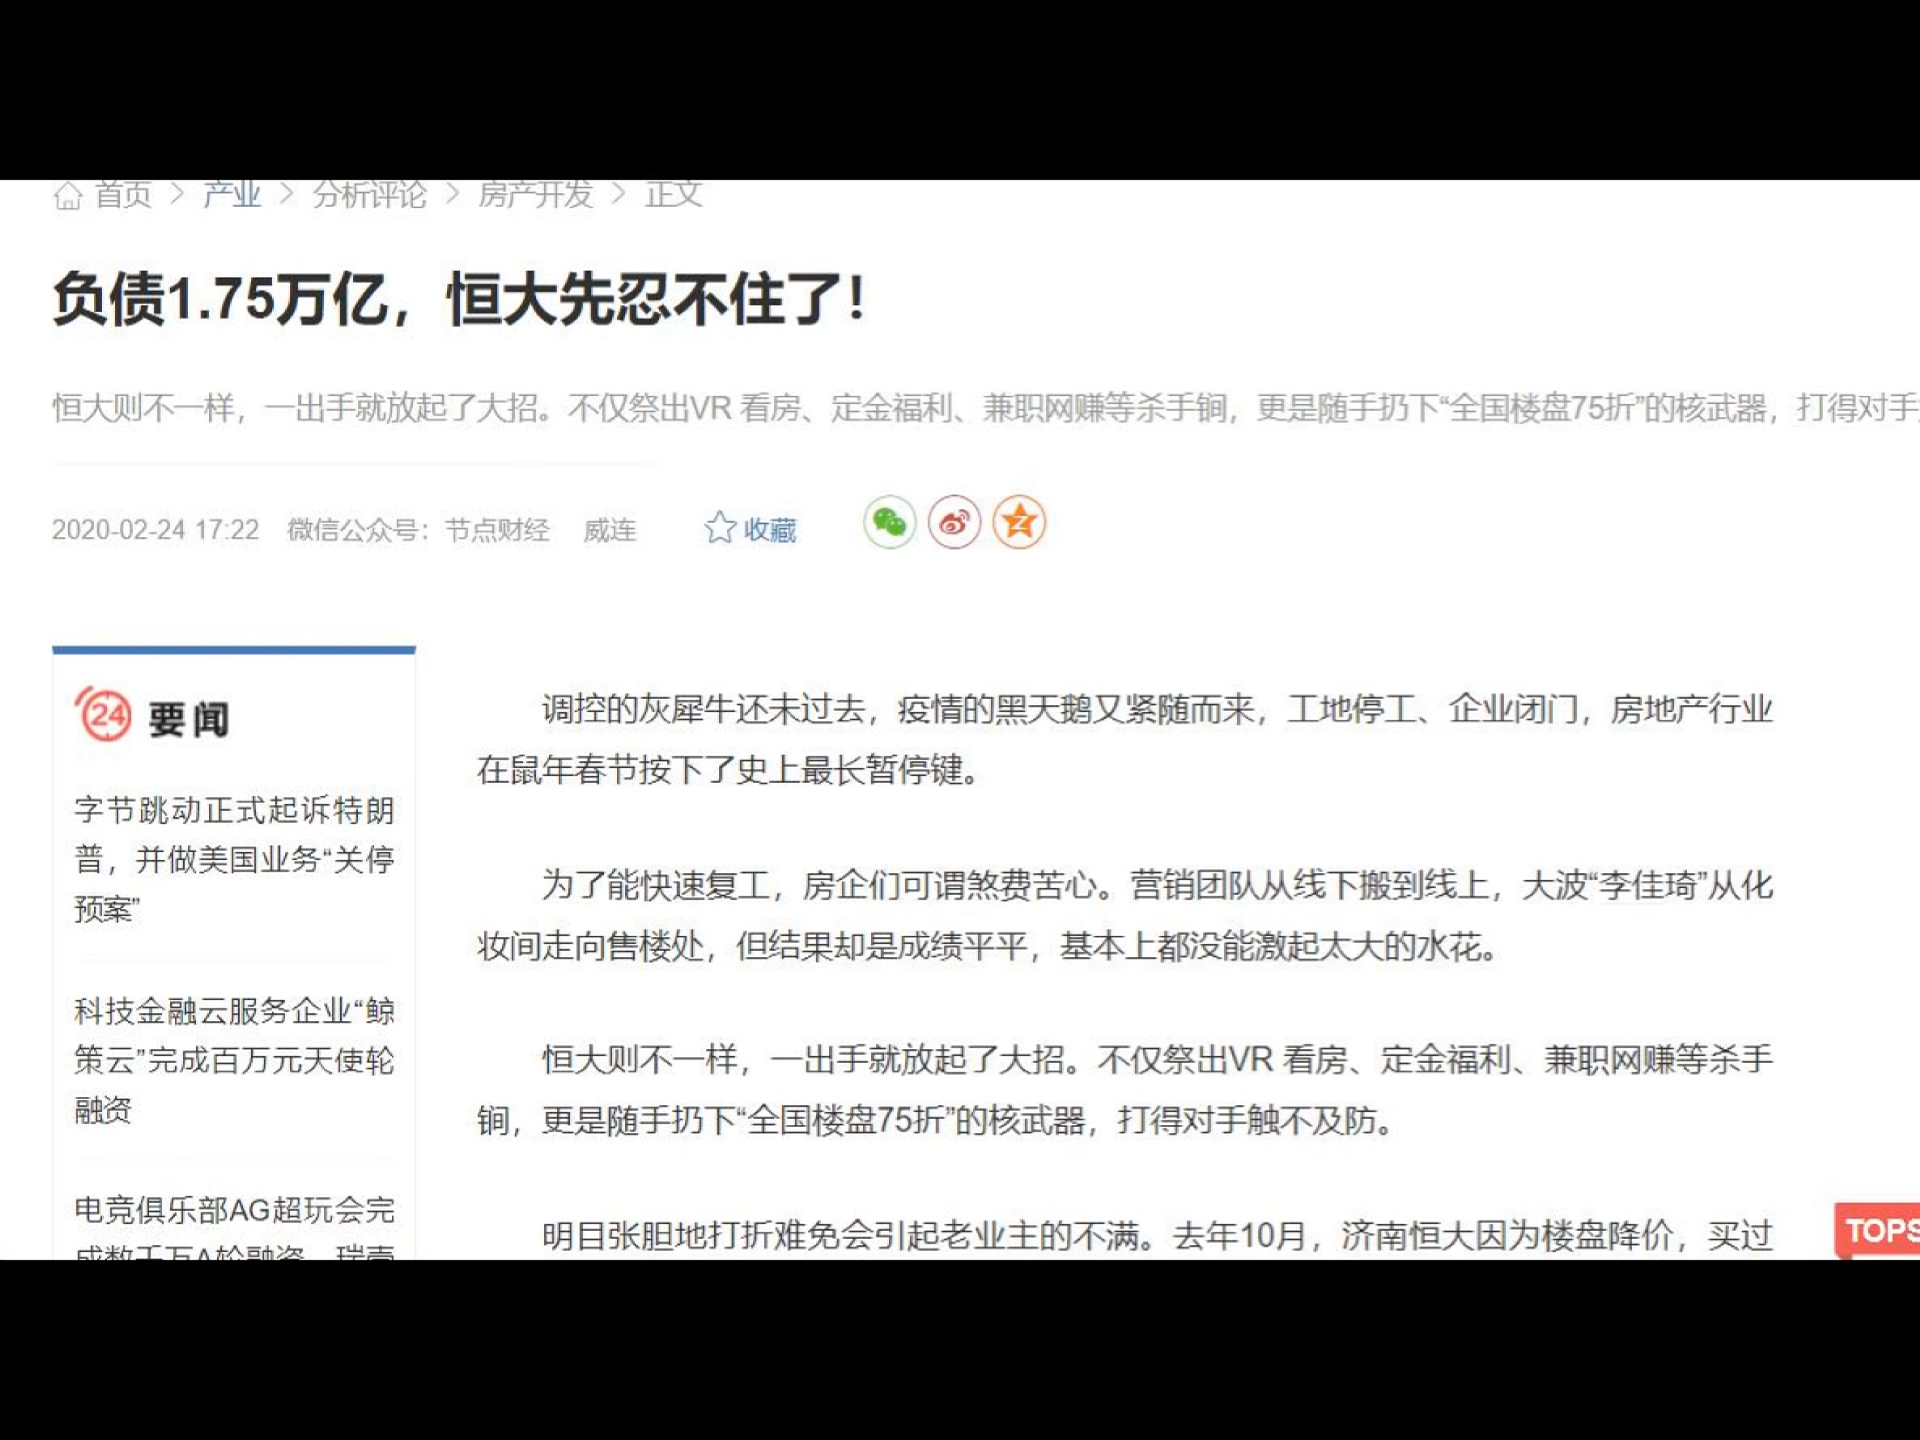 首页 > 产业 > 分析评论 > 房产开发 > 正文
负债1.75万亿，恒大先忍不住了！
恒大则不一样，一出手就放起了大招。不仅祭出VR 看房、定金福利、兼职网赚等杀手锏，更是随手扔下“全国楼盘75折”的核武器，打得对手
2020-02-24 17:22 微信公众号：节点财经 威连 收藏
24 要闻
字节跳动正式起诉特朗
普，并做美国业务“关停
预案”
科技金融云服务企业“鲸
策云”完成百万元天使轮
融资
电竞俱乐部AG超玩会完
成数千万A轮融资，瑞壹
调控的灰犀牛还未过去，疫情的黑天鹅又紧随而来，工地停工、企业闭门，房地产行业
在鼠年春节按下了史上最长暂停键。
为了能快速复工，房企们可谓煞费苦心。营销团队从线下搬到线上，大波“李佳琦”从化
妆间走向售楼处，但结果却是成绩平平，基本上都没能激起太大的水花。
恒大则不一样，一出手就放起了大招。不仅祭出VR 看房、定金福利、兼职网赚等杀手
锏，更是随手扔下“全国楼盘75折”的核武器，打得对手触不及防。
明目张胆地打折难免会引起老业主的不满。去年10月，济南恒大因为楼盘降价，买过
TOPS